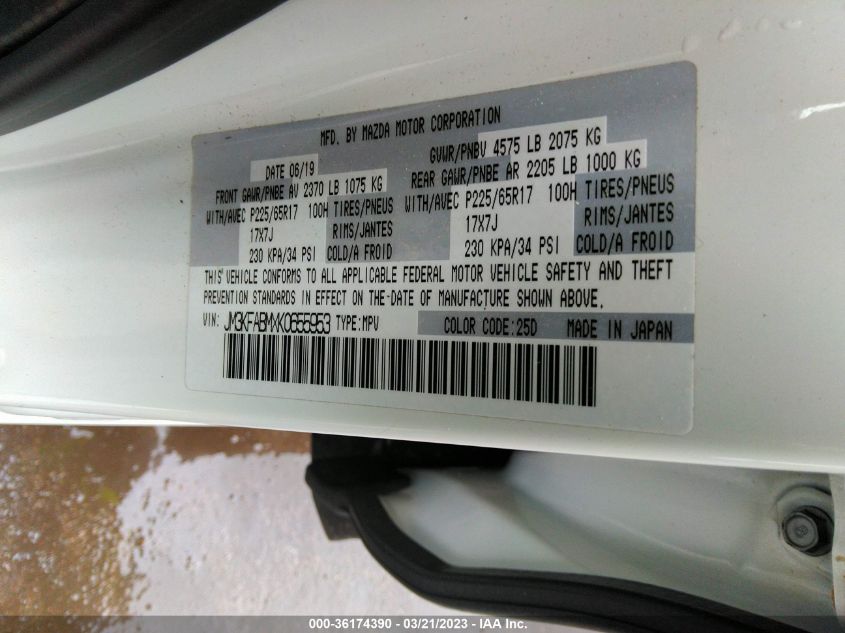 MFD. BY MAZDA MOTOR CORPORATION
DATE 06/19 GVWR/PNBV 4575 LB 2075 KG
FRONT GAWR/PNBE AV 2370 LB 1075 KG REAR GAWR/PNBE AR 2205 LB 1000 KG
WITH/AVEC P225/65R17 100H TIRES/PNEUS WITH/AVEC P225/65R17 100H TIRES/PNEUS
17X7J RIMS/JANTES 17X7J RIMS/JANTES
230 KPA/34 PSI COLD/A FROID 230 KPA/34 PSI COLD/A FROID
THIS VEHICLE CONFORMS TO ALL APPLICABLE FEDERAL MOTOR VEHICLE SAFETY AND THEFT
PREVENTION STANDARDS IN EFFECT ON THE-DATE OF MANUFACTURE SHOWN ABOVE.
VIN: JM3KFABMXK0655953 TYPE:MPV COLOR CODE:25D MADE IN JAPAN
000-36174390 - 03/21/2023 - IAA Inc.